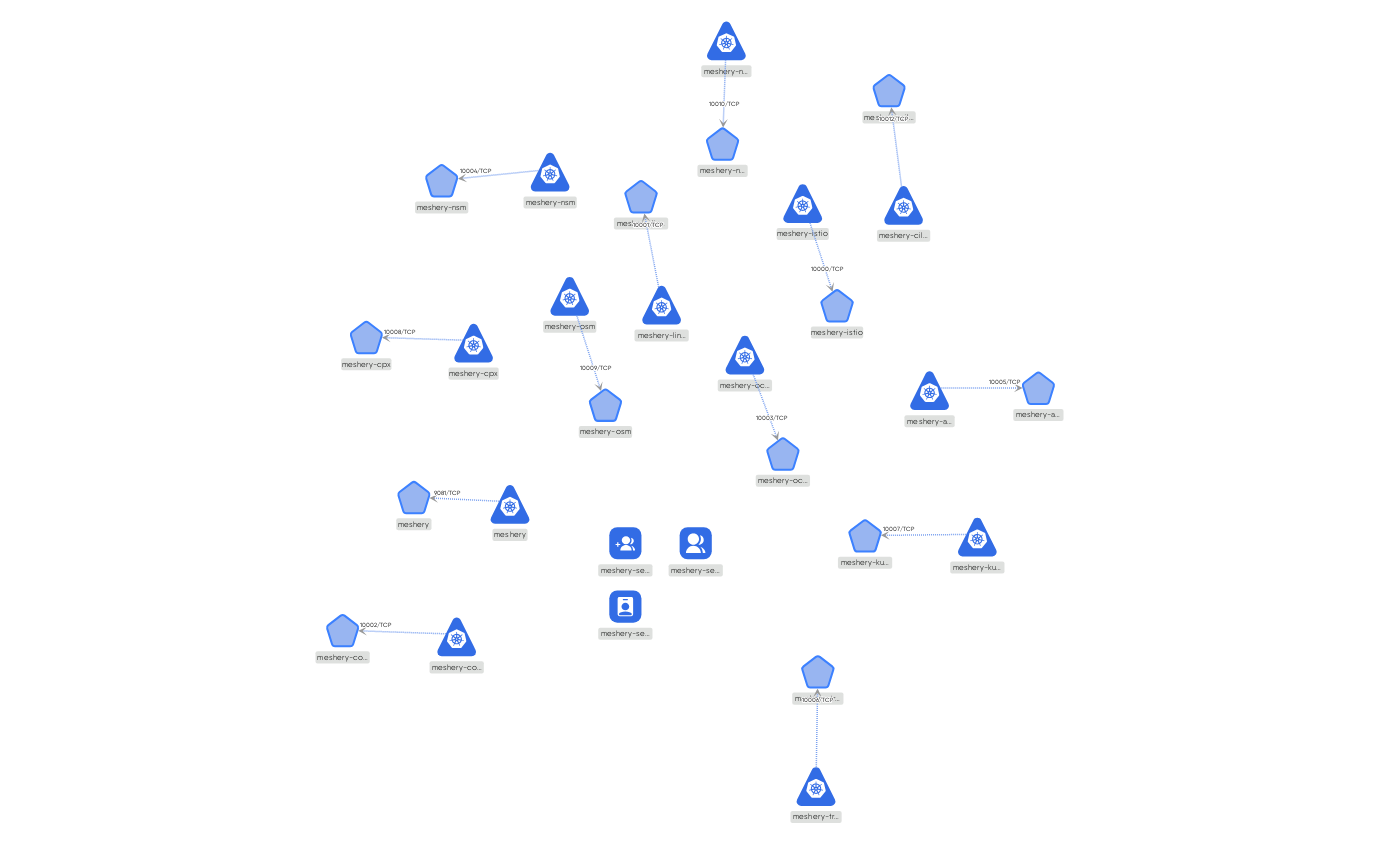 meshery-n...
10010/TCP
meshery-n...
10012/TCP
meshery-cil...
10004/TCP
meshery-nsm
meshery-nsm
10001/TCP
meshery-lin...
meshery-istio
10000/TCP
meshery-istio
meshery-osm
10009/TCP
meshery-osm
10008/TCP
meshery-cpx
meshery-cpx
meshery-oc...
10003/TCP
meshery-oc...
10005/TCP
meshery-a...
meshery-a...
9081/TCP
meshery
meshery
meshery-se...
meshery-se...
meshery-se...
10007/TCP
meshery-ku...
meshery-ku...
10002/TCP
meshery-co...
meshery-co...
10006/TCP
meshery-tr...